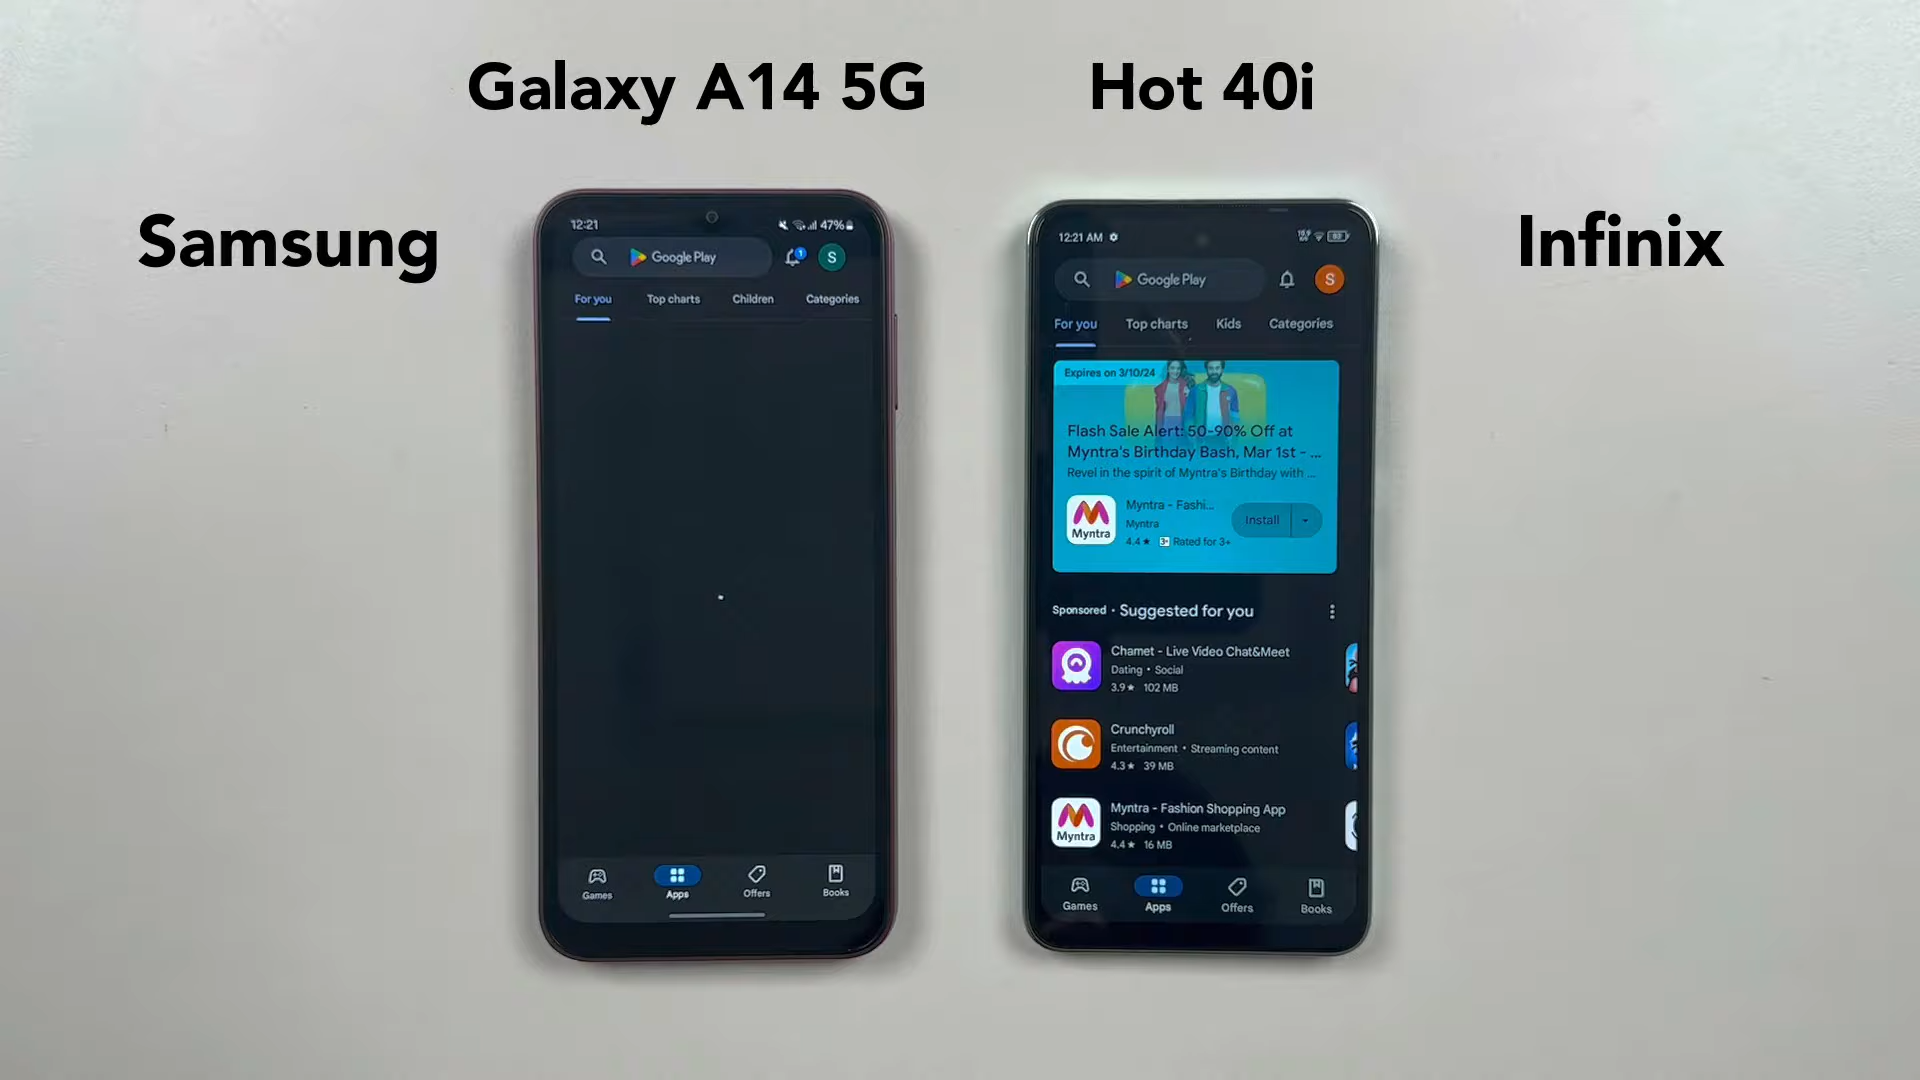 Galaxy A14 5G
Hot 40i
Samsung
Infinix
12:21
47%
Google Play
1
S
For you
Top charts
Children
Categories
Games
Apps
Offers
Books
12:21 AM
Google Play
S
For you
Top charts
Kids
Categories
Expires on 3/10/24
Flash Sale Alert: 50-90% Off at
Myntra's Birthday Bash, Mar 1st - ...
Revel in the spirit of Myntra's Birthday with ...
Myntra
Myntra - Fashi...
Myntra
4.4★ 3+ Rated for 3+
Install
Sponsored • Suggested for you
Chamet - Live Video Chat&Meet
Dating • Social
3.9★ 102 MB
Crunchyroll
Entertainment • Streaming content
4.3★ 39 MB
Myntra
Myntra - Fashion Shopping App
Shopping • Online marketplace
4.4★ 16 MB
Games
Apps
Offers
Books